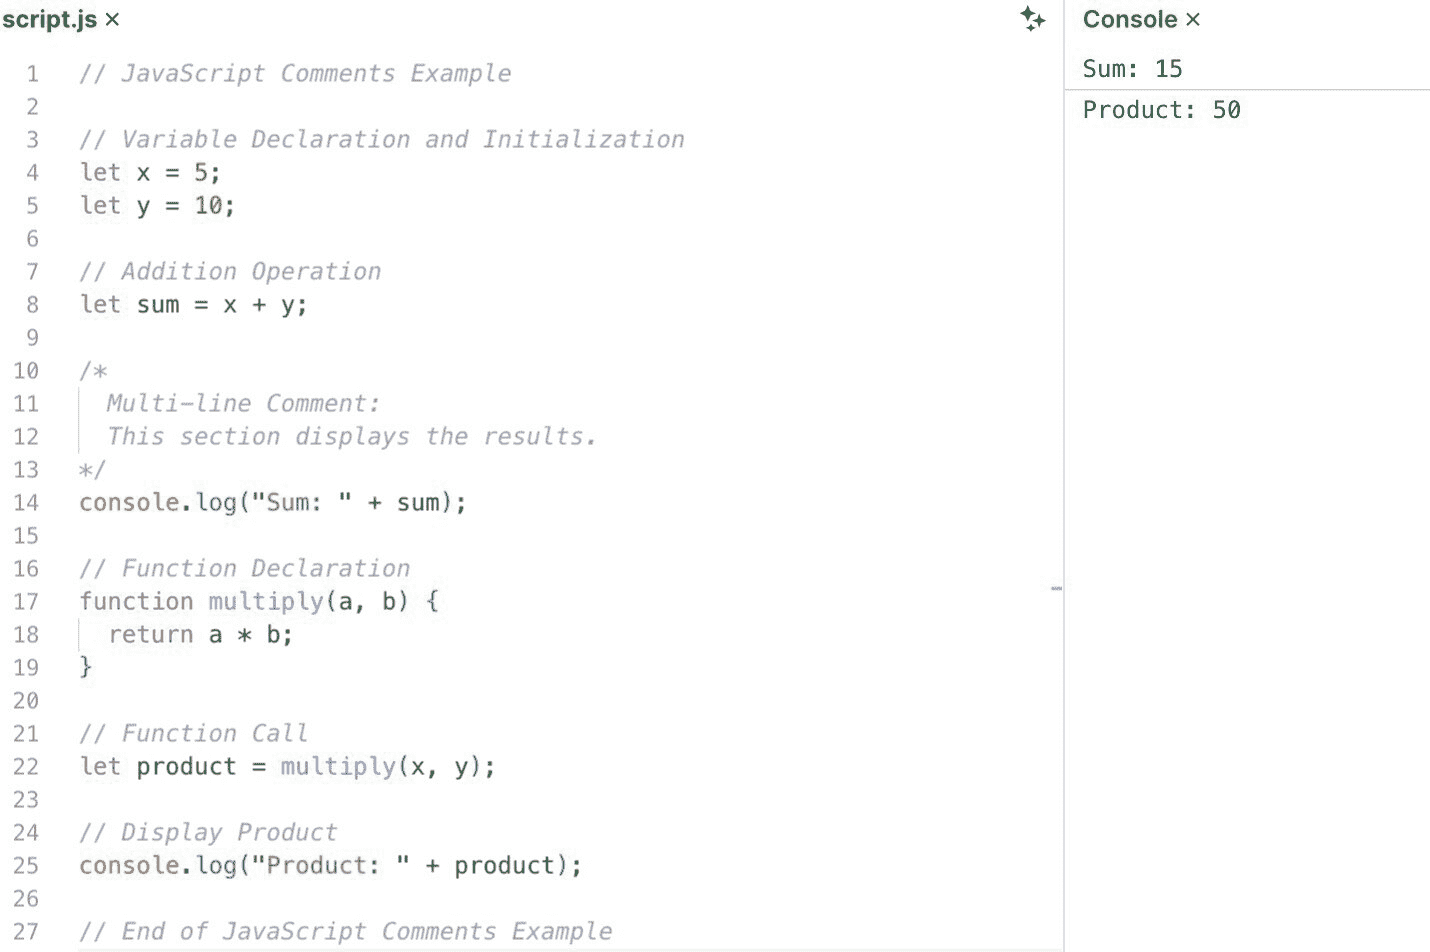 script.js ×
1 // JavaScript Comments Example
2
3 // Variable Declaration and Initialization
4 let x = 5;
5 let y = 10;
6
7 // Addition Operation
8 let sum = x + y;
9
10 /*
11   Multi-line Comment:
12   This section displays the results.
13 */
14 console.log("Sum: " + sum);
15
16 // Function Declaration
17 function multiply(a, b) {
18   return a * b;
19 }
20
21 // Function Call
22 let product = multiply(x, y);
23
24 // Display Product
25 console.log("Product: " + product);
26
27 // End of JavaScript Comments Example
Console ×
Sum: 15
Product: 50